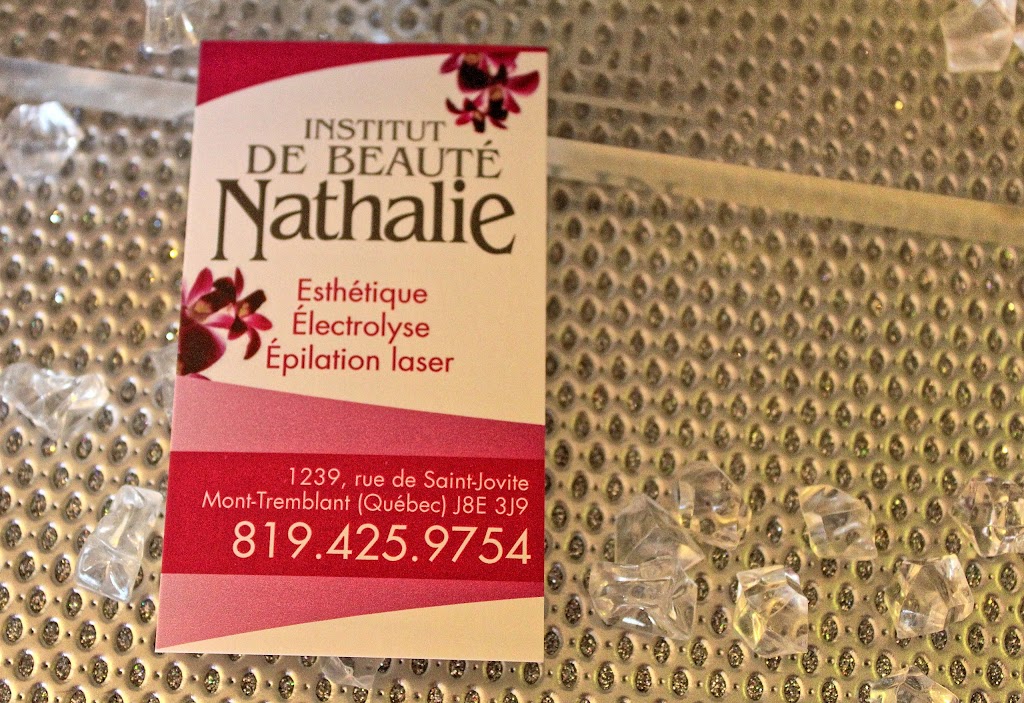 INSTITUT
DE BEAUTÉ
Nathalie
Esthétique
Électrolyse
Épilation laser
1239, rue de Saint-Jovite
Mont-Tremblant (Québec) J8E 3J9
819.425.9754